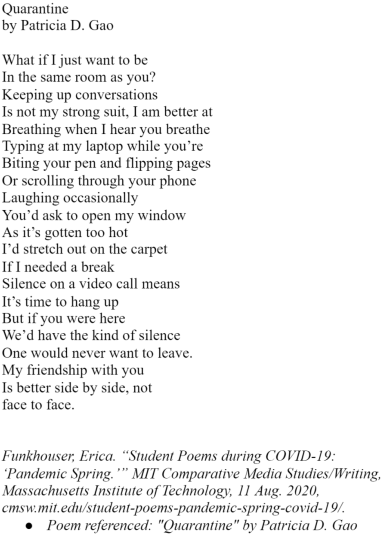 Quarantine
by Patricia D. Gao

What if I just want to be
In the same room as you?
Keeping up conversations
Is not my strong suit, I am better at
Breathing when I hear you breathe
Typing at my laptop while you’re
Biting your pen and flipping pages
Or scrolling through your phone
Laughing occasionally
You’d ask to open my window
As it’s gotten too hot
I’d stretch out on the carpet
If I needed a break
Silence on a video call means
It’s time to hang up
But if you were here
We’d have the kind of silence
One would never want to leave.
My friendship with you
Is better side by side, not
face to face.

Funkhouser, Erica. “Student Poems during COVID-19:
‘Pandemic Spring.’” MIT Comparative Media Studies/Writing,
Massachusetts Institute of Technology, 11 Aug. 2020,
cmsw.mit.edu/student-poems-pandemic-spring-covid-19/.
● Poem referenced: "Quarantine" by Patricia D. Gao